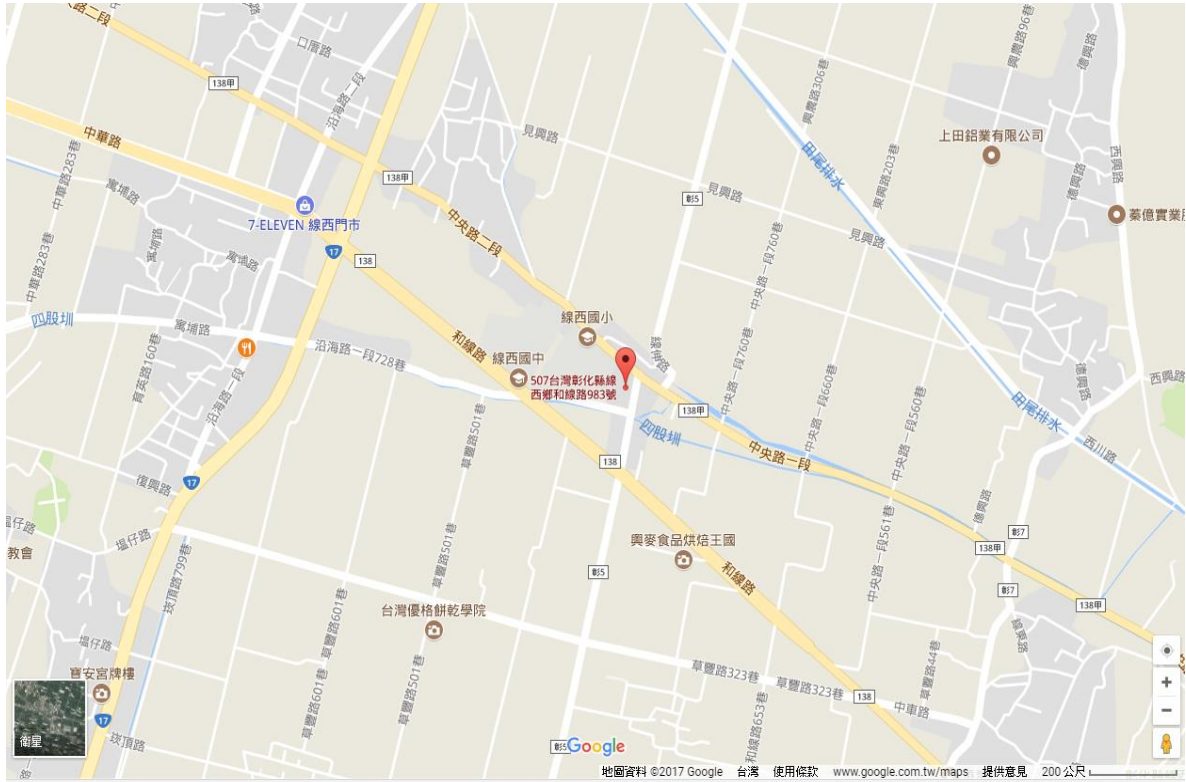 央路二段
口厝路
沿海路二段
138甲
中華路
中華路283巷
中華路283巷
寓埔路
寓埔路
寓埔路
7-ELEVEN 線西門市
17
138
138甲
中央路二段
見興路
彰5
見興路
見興路
田尾排水
興農路306巷
興農路96巷
德興路
上田鋁業有限公司
東興路203巷
德興路
西興路
四股圳
寓埔路
育英路160巷
沿海路一段
沿海路一段728巷
和線路
線西國小
線西國中
507台灣彰化縣線
西鄉和線路983號
線伸路
中央路一段760巷
中央路一段760巷
中央路一段660巷
中央路一段560巷
德興路
西興路
田尾排水
西川路
138甲
四股圳
中央路一段
草豐路501巷
138
復興路
17
塭仔路
教會
崁頂路799巷
草豐路501巷
中央路一段561巷
德興路
彰7
138甲
彰7
138甲
興麥食品烘焙王國
彰5
和線路
台灣優格餅乾學院
草豐路601巷
草豐路601巷
草豐路501巷
塭仔路
寶安宮牌樓
17
崁頂路
線東路
草豐路44巷
草豐路323巷
草豐路323巷
138
中車路
和線路653巷
衛星
彰5
Google
地圖資料 ©2017 Google 台灣 使用條款 www.google.com.tw/maps 提供意見 200 公尺